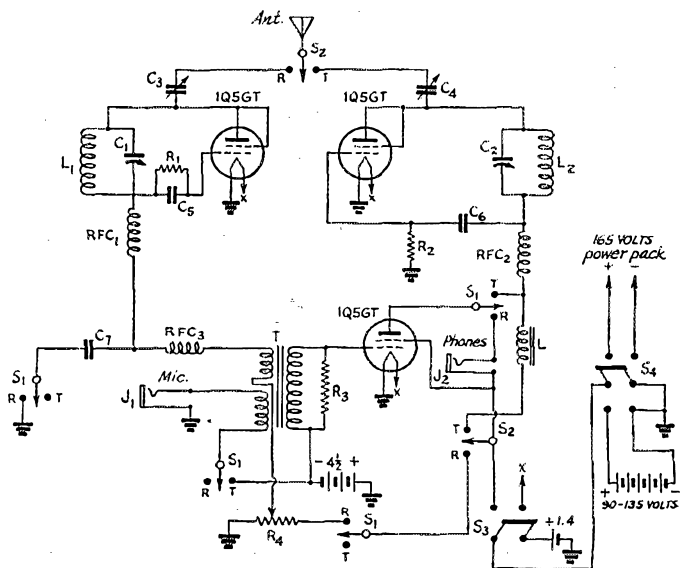 Ant.
S2
R T
C3
C4
1Q5GT
1Q5GT
L1
C1
R1
C5
X
X
C2
L2
C6
R2
RFC1
RFC2
165 VOLTS
power pack
+ -
S1
T
R
1Q5GT
Phones
J2
L
C7
RFC3
T
R3
X
S4
S1
R T
Mic.
J1
T
S2
R
+ -
90-135 VOLTS
S1
R T
- 4½ +
X
S3
+ 1.4
R4
R
S1
T